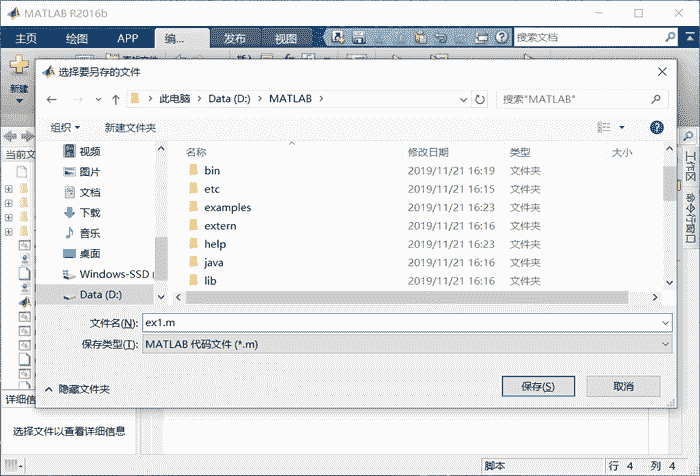 MATLAB R2016b
主页 绘图 APP 编... 发布 视图 搜索文档
新建
选择要另存的文件
此电脑 Data (D:) MATLAB 搜索"MATLAB"
组织 新建文件夹
名称 修改日期 类型 大小
视频
图片
文档
下载
音乐
桌面
Windows-SSD (
Data (D:)
bin 2019/11/21 16:19 文件夹
etc 2019/11/21 16:15 文件夹
examples 2019/11/21 16:23 文件夹
extern 2019/11/21 16:16 文件夹
help 2019/11/21 16:23 文件夹
java 2019/11/21 16:16 文件夹
lib 2019/11/21 16:16 文件夹
文件名(N): ex1.m
保存类型(T): MATLAB 代码文件 (*.m)
隐藏文件夹 保存(S) 取消
当前文
工作区
命令行窗口
详细信
选择文件以查看详细信息
脚本 行 4 列 4